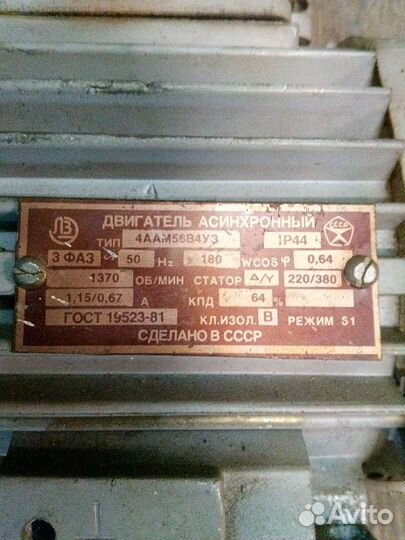 ДВИГАТЕЛЬ АСИНХРОННЫЙ
ТИП 4ААМ56В4У3 IP44 СССР
3 ФАЗ ~ 50 Hz 180 W COS φ 0,64
1370 ОБ/МИН СТАТОР Δ/Y 220/380
1,15/0,67 А КПД 64 %
ГОСТ 19523-81 КЛ.ИЗОЛ. В РЕЖИМ S1
СДЕЛАНО В СССР
Avito